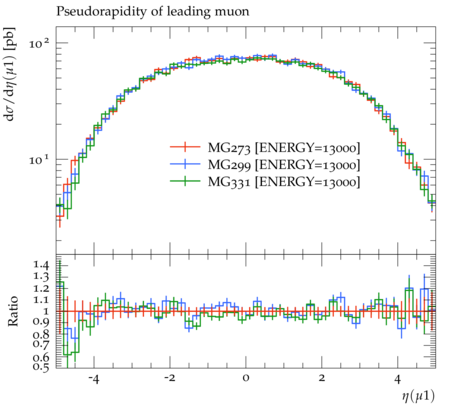 Pseudorapidity of leading muon
dσ/dη(μ1) [pb]
10²
10¹
MG273 [ENERGY=13000]
MG299 [ENERGY=13000]
MG331 [ENERGY=13000]
Ratio
1.4
1.3
1.2
1.1
1
0.9
0.8
0.7
0.6
0.5
-4 -2 0 2 4
η(μ1)